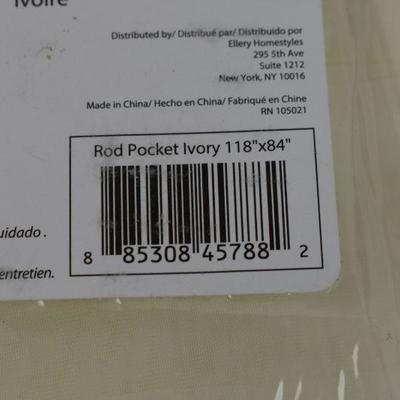 Ivoire
Distributed by/ Distribué par/ Distribuido por
Ellery Homestyles
295 5th Ave
Suite 1212
New York, NY 10016
Made in China/ Hecho en China/ Fabriqué en Chine
RN 105021
Rod Pocket Ivory 118"x84"
uidado .
entretien.
8 85308 45788 2